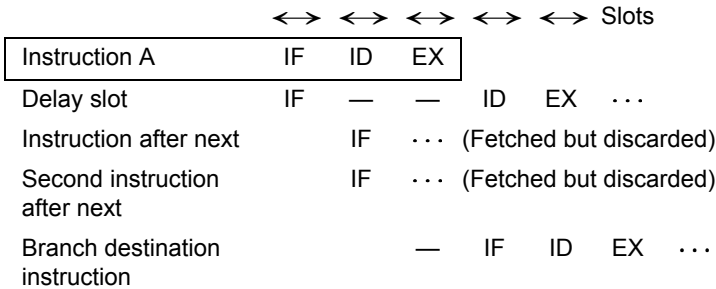 Slots
Instruction A IF ID EX
Delay slot IF — — ID EX ···
Instruction after next IF ··· (Fetched but discarded)
Second instruction IF ··· (Fetched but discarded)
after next
Branch destination — IF ID EX ···
instruction